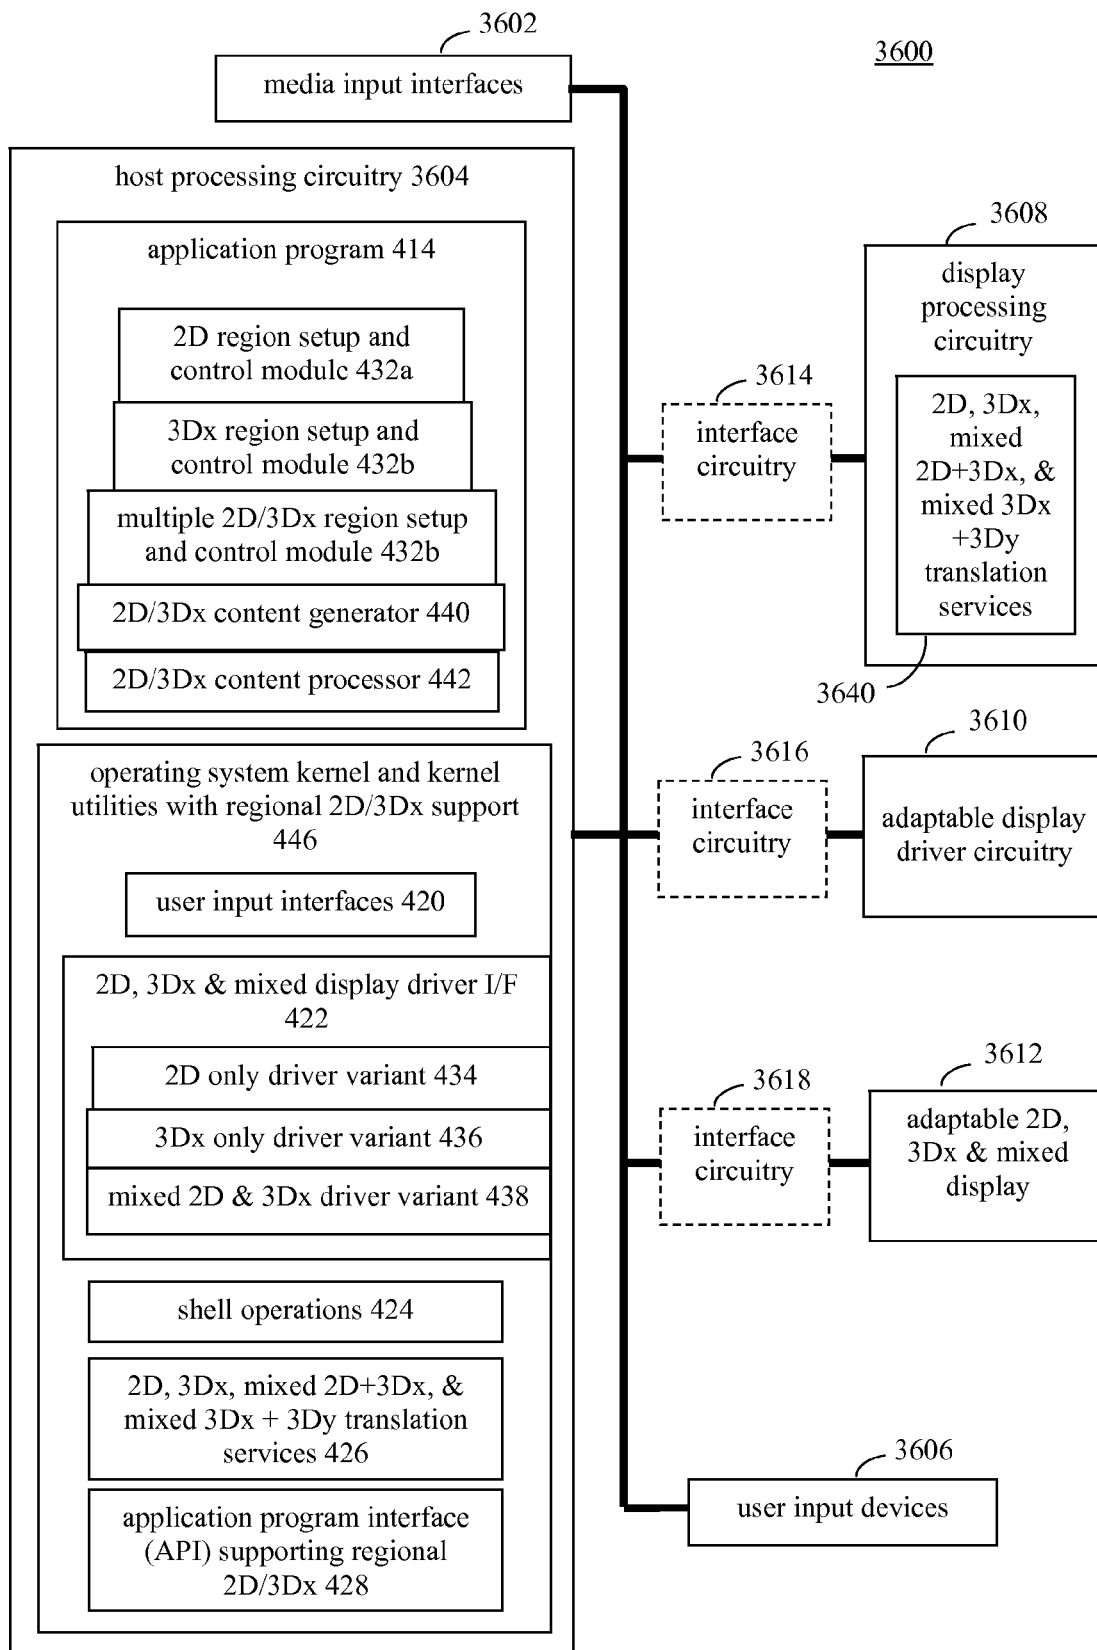 3602
3600
media input interfaces
host processing circuitry 3604
application program 414
2D region setup and
control module 432a
3Dx region setup and
control module 432b
multiple 2D/3Dx region setup
and control module 432b
2D/3Dx content generator 440
2D/3Dx content processor 442
operating system kernel and kernel
utilities with regional 2D/3Dx support
446
user input interfaces 420
2D, 3Dx & mixed display driver I/F
422
2D only driver variant 434
3Dx only driver variant 436
mixed 2D & 3Dx driver variant 438
shell operations 424
2D, 3Dx, mixed 2D+3Dx, &
mixed 3Dx + 3Dy translation
services 426
application program interface
(API) supporting regional
2D/3Dx 428
3614
interface
circuitry
3608
display
processing
circuitry
2D, 3Dx,
mixed
2D+3Dx, &
mixed 3Dx
+3Dy
translation
services
3640
3616
interface
circuitry
3610
adaptable display
driver circuitry
3618
interface
circuitry
3612
adaptable 2D,
3Dx & mixed
display
3606
user input devices